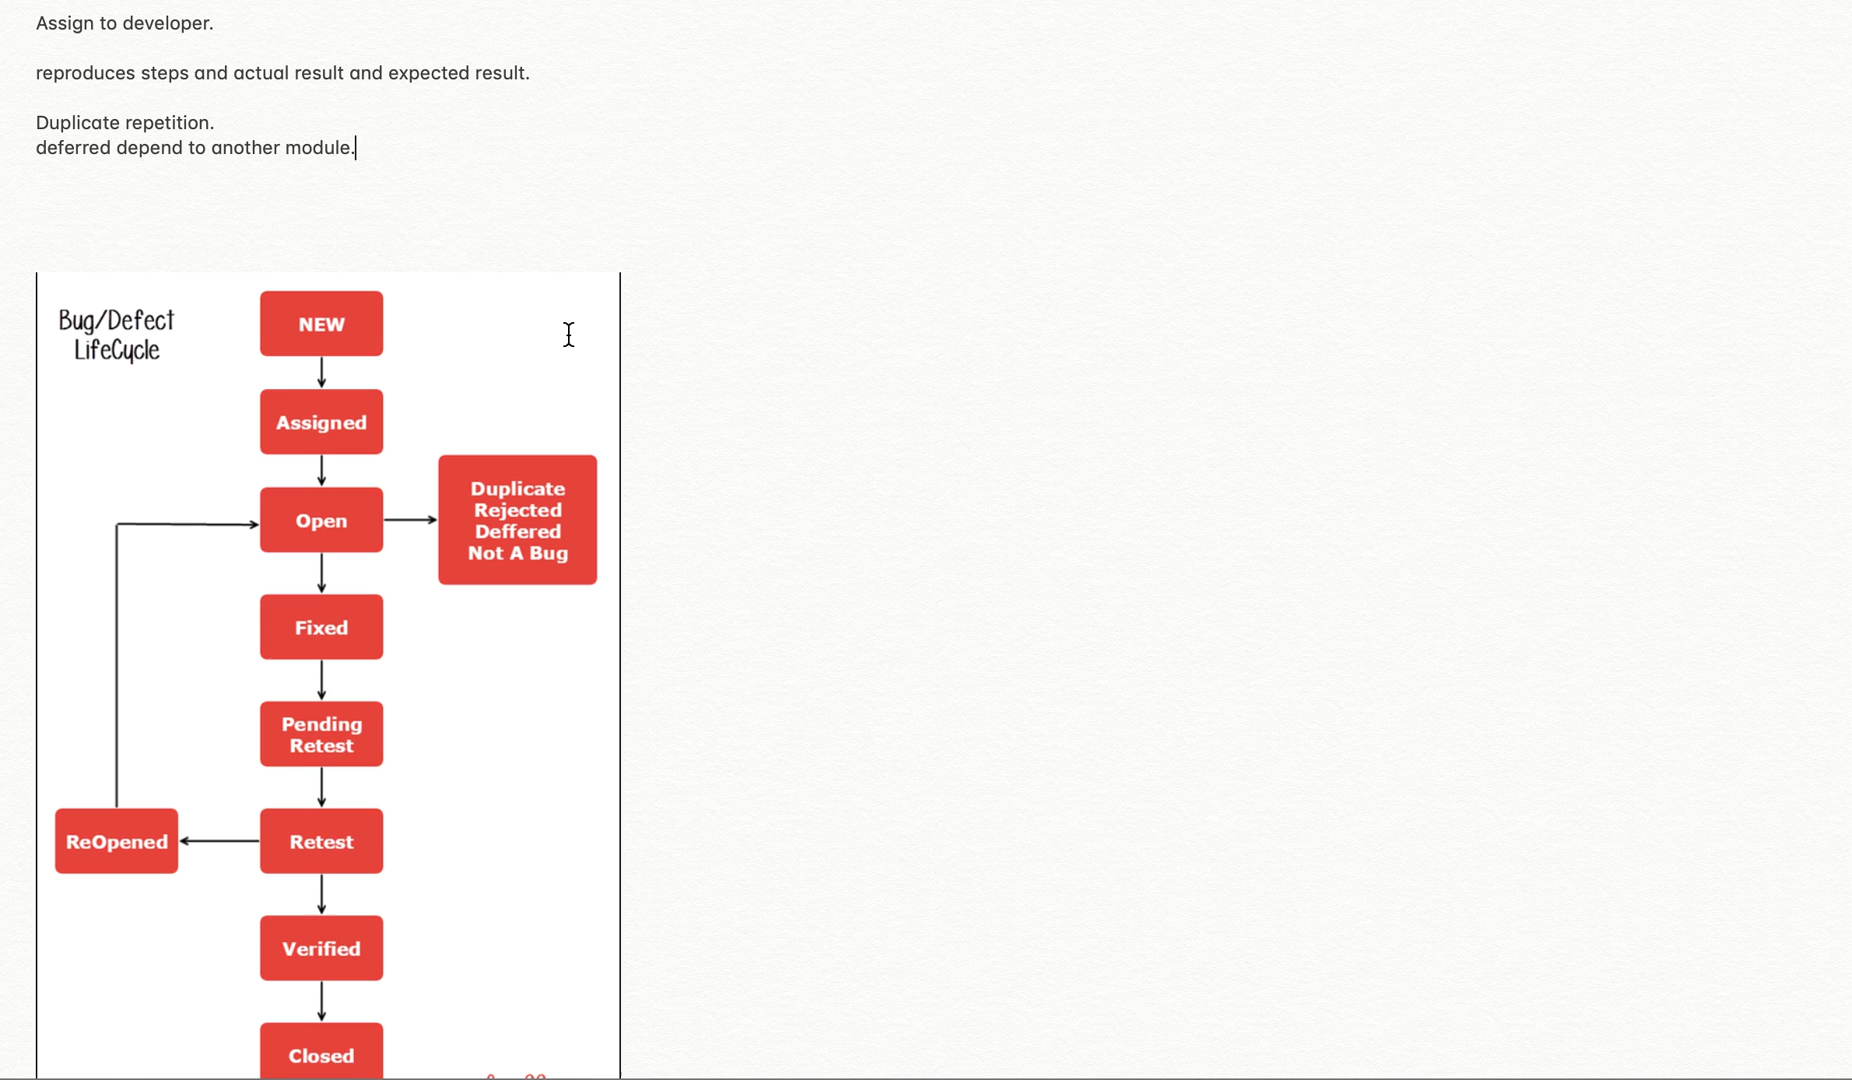 Assign to developer.
reproduces steps and actual result and expected result.
Duplicate repetition.
deferred depend to another module.
Bug/Defect
LifeCycle
NEW
Assigned
Open
Duplicate
Rejected
Deffered
Not A Bug
Fixed
Pending
Retest
ReOpened
Retest
Verified
Closed